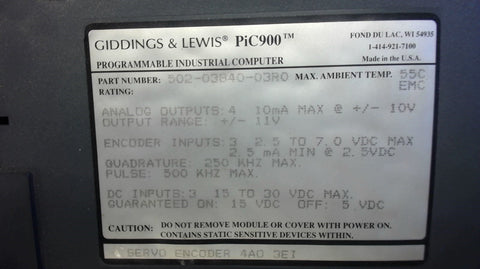 GIDDINGS & LEWIS® PiC900™
FOND DU LAC, WI 54935
1-414-921-7100
PROGRAMMABLE INDUSTRIAL COMPUTER
Made in the U.S.A.
PART NUMBER: 502-03840-03R0 MAX. AMBIENT TEMP. 55C
RATING: EMC
ANALOG OUTPUTS: 4 10mA MAX @ +/- 10V
OUTPUT RANGE: +/- 11V
ENCODER INPUTS: 3 2.5 TO 7.0 VDC MAX
2.5 mA MIN @ 2.5VDC
QUADRATURE: 250 KHZ MAX.
PULSE: 500 KHZ MAX.
DC INPUTS: 3 15 TO 30 VDC MAX.
GUARANTEED ON: 15 VDC OFF: 5 VDC
CAUTION: DO NOT REMOVE MODULE OR COVER WITH POWER ON.
CONTAINS STATIC SENSITIVE DEVICES WITHIN.
SERVO ENCODER 4AO 3EI